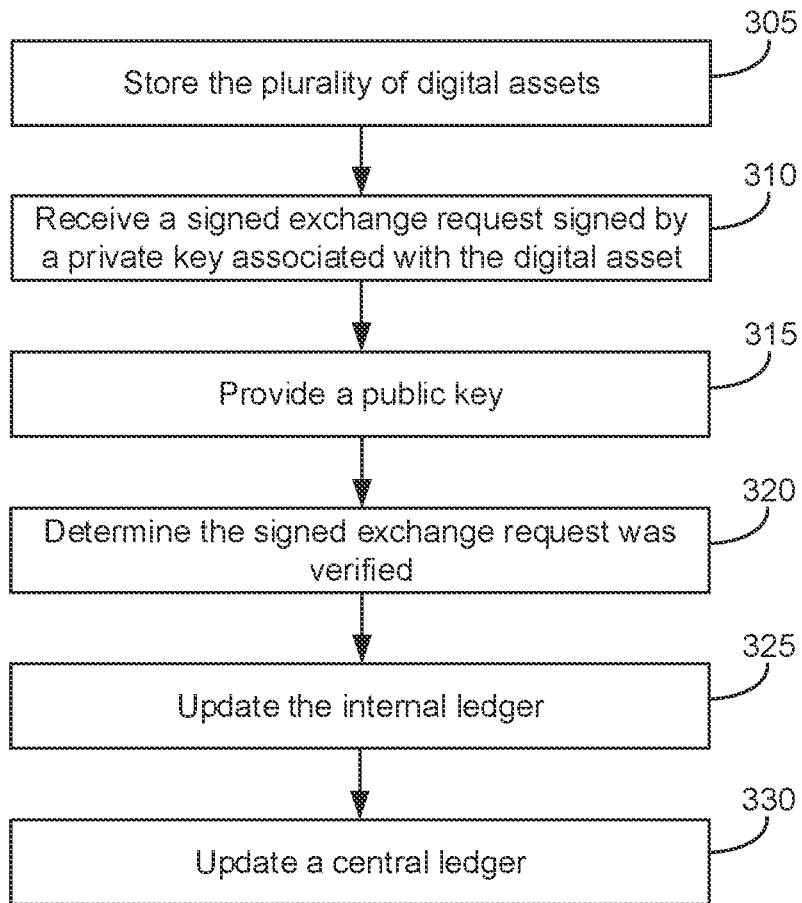 305
Store the plurality of digital assets
310
Receive a signed exchange request signed by
a private key associated with the digital asset
315
Provide a public key
320
Determine the signed exchange request was
verified
325
Update the internal ledger
330
Update a central ledger